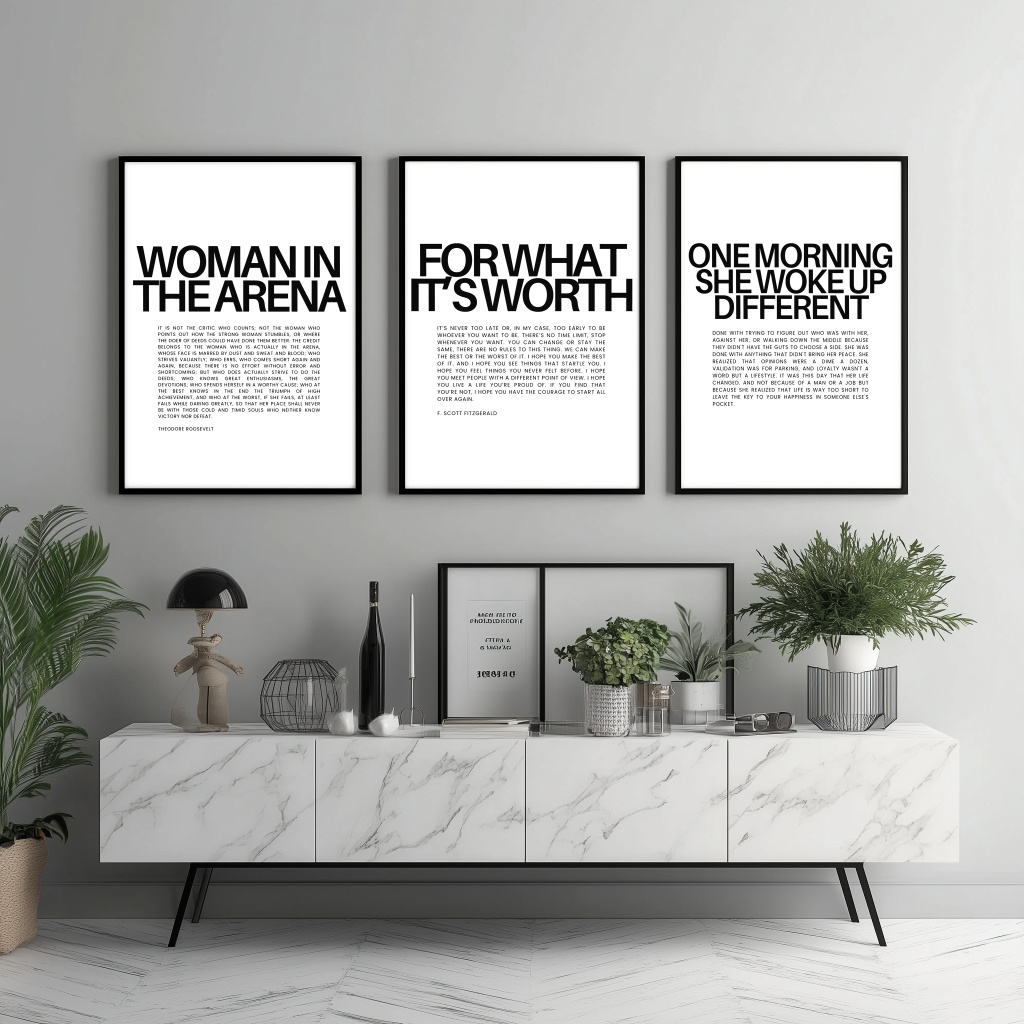 WOMAN IN
THE ARENA
IT IS NOT THE CRITIC WHO COUNTS; NOT THE WOMAN WHO
POINTS OUT HOW THE STRONG WOMAN STUMBLES, OR WHERE
THE DOER OF DEEDS COULD HAVE DONE THEM BETTER. THE CREDIT
BELONGS TO THE WOMAN WHO IS ACTUALLY IN THE ARENA,
WHOSE FACE IS MARRED BY DUST AND SWEAT AND BLOOD; WHO
STRIVES VALIANTLY; WHO ERRS, WHO COMES SHORT AGAIN AND
AGAIN, BECAUSE THERE IS NO EFFORT WITHOUT ERROR AND
SHORTCOMING; BUT WHO DOES ACTUALLY STRIVE TO DO THE
DEEDS; WHO KNOWS GREAT ENTHUSIASMS, THE GREAT
DEVOTIONS; WHO SPENDS HERSELF IN A WORTHY CAUSE; WHO AT
THE BEST KNOWS IN THE END THE TRIUMPH OF HIGH
ACHIEVEMENT, AND WHO AT THE WORST, IF SHE FAILS, AT LEAST
FAILS WHILE DARING GREATLY, SO THAT HER PLACE SHALL NEVER
BE WITH THOSE COLD AND TIMID SOULS WHO NEITHER KNOW
VICTORY NOR DEFEAT.
THEODORE ROOSEVELT
FOR WHAT
IT'S WORTH
IT'S NEVER TOO LATE OR, IN MY CASE, TOO EARLY TO BE
WHOEVER YOU WANT TO BE. THERE'S NO TIME LIMIT, STOP
WHENEVER YOU WANT. YOU CAN CHANGE OR STAY THE
SAME, THERE ARE NO RULES TO THIS THING. WE CAN MAKE
THE BEST OR THE WORST OF IT. I HOPE YOU MAKE THE BEST
OF IT. AND I HOPE YOU SEE THINGS THAT STARTLE YOU. I
HOPE YOU FEEL THINGS YOU NEVER FELT BEFORE. I HOPE
YOU MEET PEOPLE WITH A DIFFERENT POINT OF VIEW. I HOPE
YOU LIVE A LIFE YOU'RE PROUD OF. IF YOU FIND THAT
YOU'RE NOT, I HOPE YOU HAVE THE COURAGE TO START ALL
OVER AGAIN.
F. SCOTT FITZGERALD
ONE MORNING
SHE WOKE UP
DIFFERENT
DONE WITH TRYING TO FIGURE OUT WHO WAS WITH HER,
AGAINST HER, OR WALKING DOWN THE MIDDLE BECAUSE
THEY DIDN'T HAVE THE GUTS TO CHOOSE A SIDE. SHE WAS
DONE WITH ANYTHING THAT DIDN'T BRING HER PEACE. SHE
REALIZED THAT OPINIONS WERE A DIME A DOZEN,
VALIDATION WAS FOR PARKING, AND LOYALTY WASN'T A
WORD BUT A LIFESTYLE. IT WAS THIS DAY THAT HER LIFE
CHANGED. AND NOT BECAUSE OF A MAN OR A JOB BUT
BECAUSE SHE REALIZED THAT LIFE IS WAY TOO SHORT TO
LEAVE THE KEY TO YOUR HAPPINESS IN SOMEONE ELSE'S
POCKET.